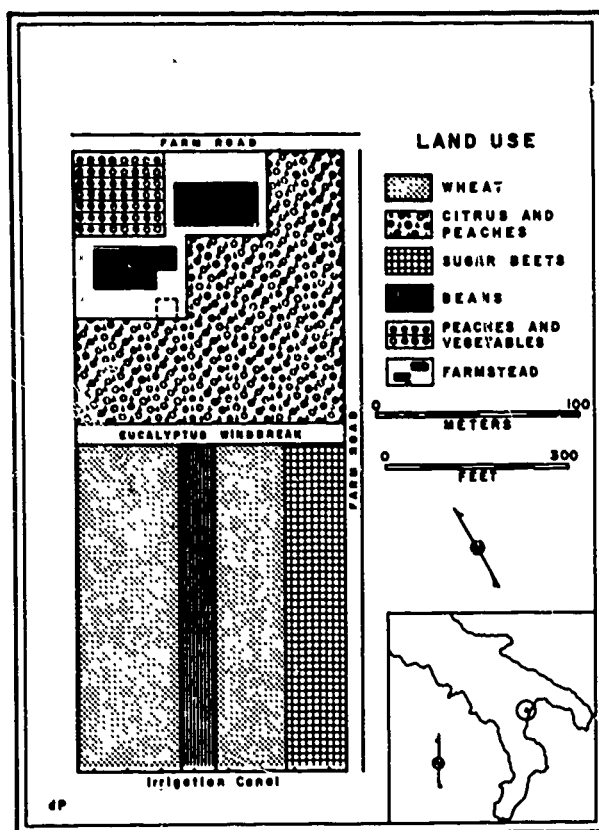 FARM ROAD
LAND USE
WHEAT
CITRUS AND
PEACHES
SUGAR BEETS
BEANS
PEACHES AND
VEGETABLES
FARMSTEAD
0 100
METERS
0 300
FEET
EUCALYPTUS WINDBREAK
FARM ROAD
Irrigation Canal
dP